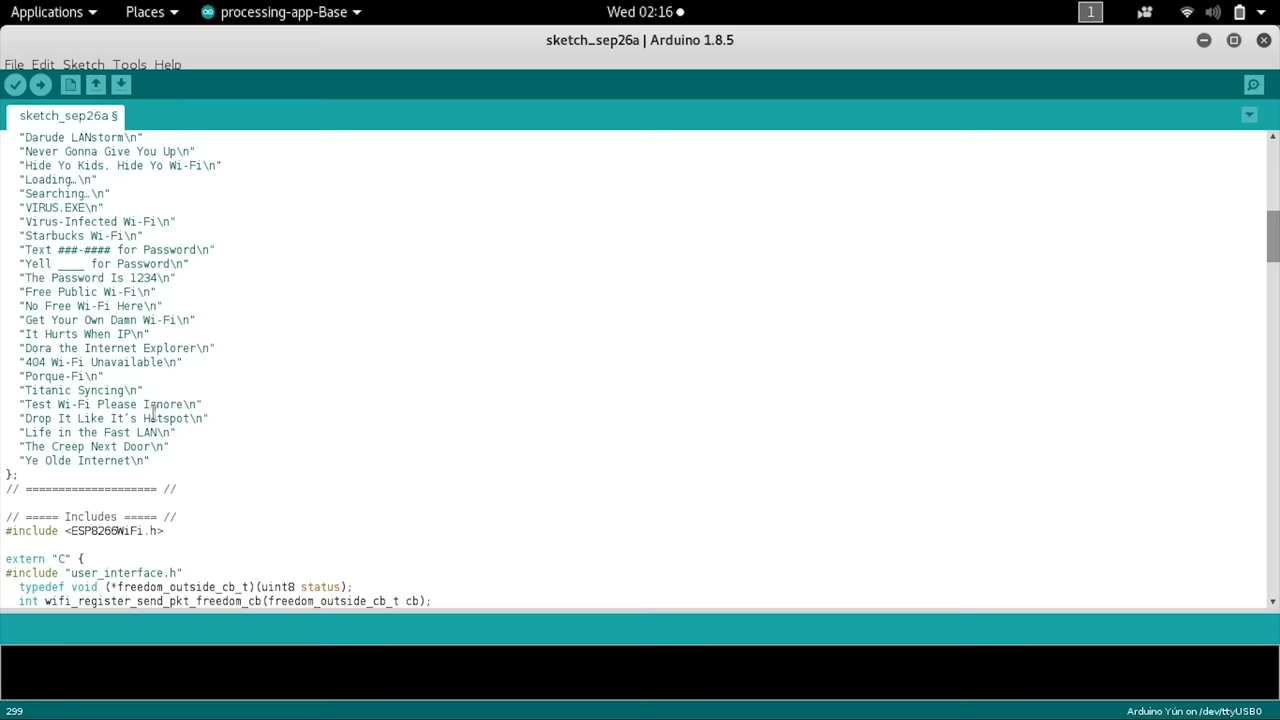 Applications Places processing-app-Base Wed 02:16 1
sketch_sep26a | Arduino 1.8.5
File Edit Sketch Tools Help
sketch_sep26a §
"Darude LANstorm\n"
"Never Gonna Give You Up\n"
"Hide Yo Kids, Hide Yo Wi-Fi\n"
"Loading…\n"
"Searching…\n"
"VIRUS.EXE\n"
"Virus-Infected Wi-Fi\n"
"Starbucks Wi-Fi\n"
"Text ###-#### for Password\n"
"Yell ____ for Password\n"
"The Password Is 1234\n"
"Free Public Wi-Fi\n"
"No Free Wi-Fi Here\n"
"Get Your Own Damn Wi-Fi\n"
"It Hurts When IP\n"
"Dora the Internet Explorer\n"
"404 Wi-Fi Unavailable\n"
"Porque-Fi\n"
"Titanic Syncing\n"
"Test Wi-Fi Please Ignore\n"
"Drop It Like It’s Hotspot\n"
"Life in the Fast LAN\n"
"The Creep Next Door\n"
"Ye Olde Internet\n"
};
// ==================== //
// ===== Includes ===== //
#include <ESP8266WiFi.h>
extern "C" {
#include "user_interface.h"
typedef void (*freedom_outside_cb_t)(uint8 status);
int wifi_register_send_pkt_freedom_cb(freedom_outside_cb_t cb);
299 Arduino Yún on /dev/ttyUSB0